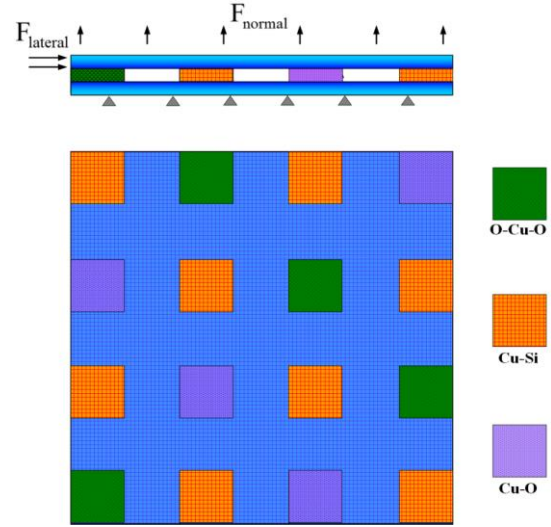 F_normal
F_lateral
O-Cu-O
Cu-Si
Cu-O